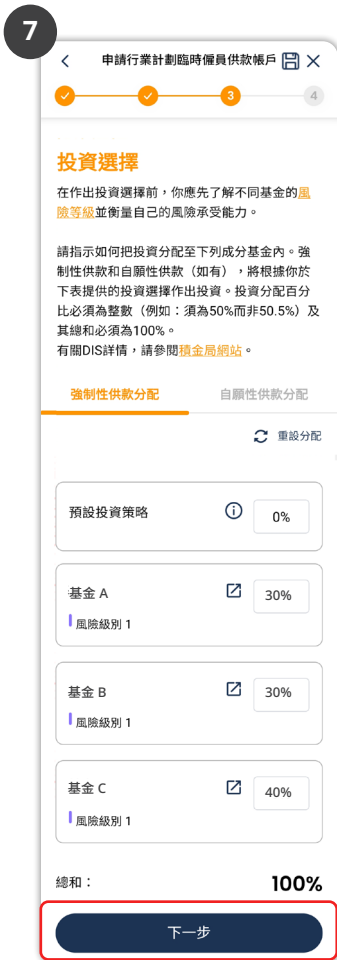 7
申請行業計劃臨時僱員供款帳戶
3
4
投資選擇
在作出投資選擇前，你應先了解不同基金的風
險等級並衡量自己的風險承受能力。
請指示如何把投資分配至下列成分基金內。強
制性供款和自願性供款（如有），將根據你於
下表提供的投資選擇作出投資。投資分配百分
比必須為整數（例如：須為50%而非50.5%）及
其總和必須為100%。
有關DIS詳情，請參閱積金局網站。
強制性供款分配
自願性供款分配
重設分配
預設投資策略
0%
基金 A
30%
風險級別 1
基金 B
30%
風險級別 1
基金 C
40%
風險級別 1
總和：
100%
下一步